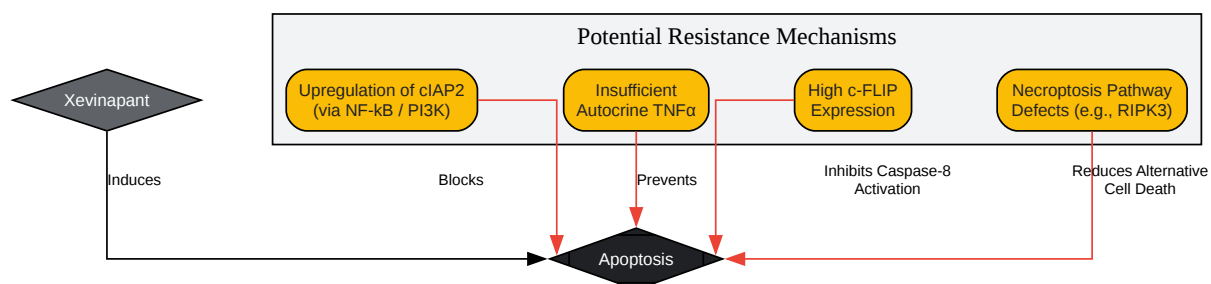 Potential Resistance Mechanisms
Xevinapant
Upregulation of cIAP2
(via NF-kB / PI3K)
Insufficient
Autocrine TNFα
High c-FLIP
Expression
Necroptosis Pathway
Defects (e.g., RIPK3)
Induces
Blocks
Prevents
Inhibits Caspase-8
Activation
Reduces Alternative
Cell Death
Apoptosis